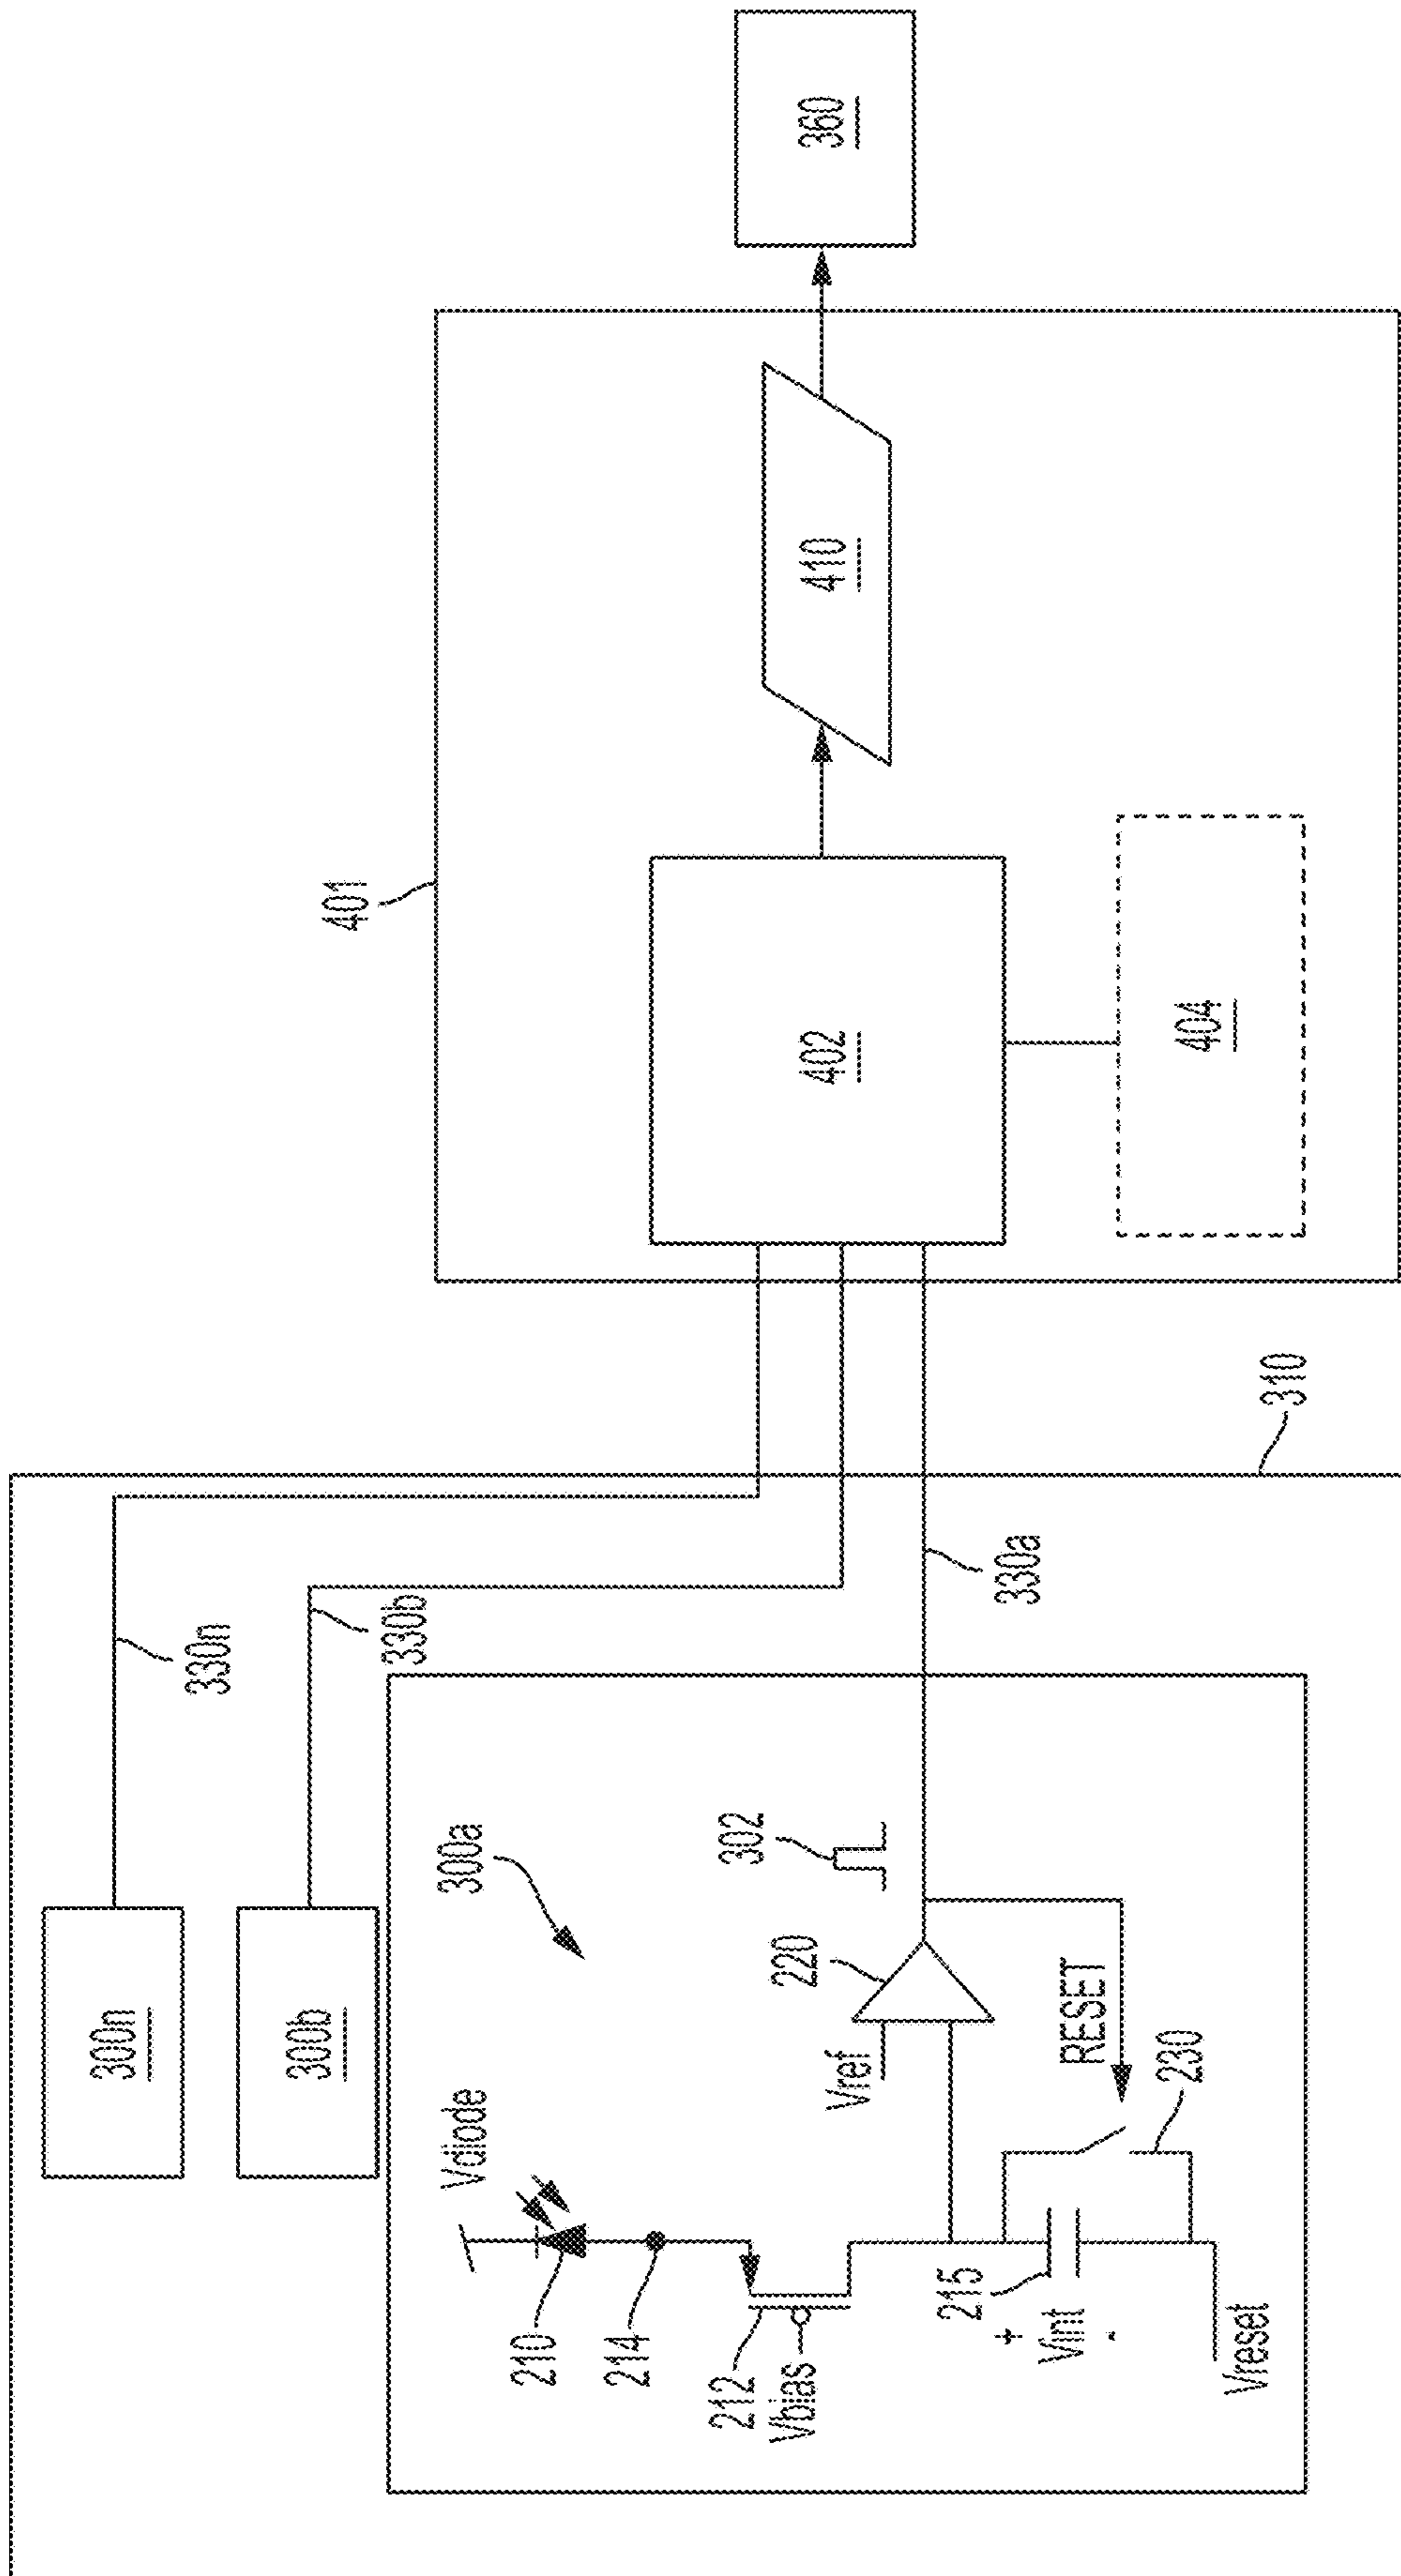 300n
330n
300b
330b
300a
302
Vdiode
210
214
212
Vbias
Vref
220
330a
RESET
230
215
+
Vinit
-
Vreset
310
401
402
404
410
360